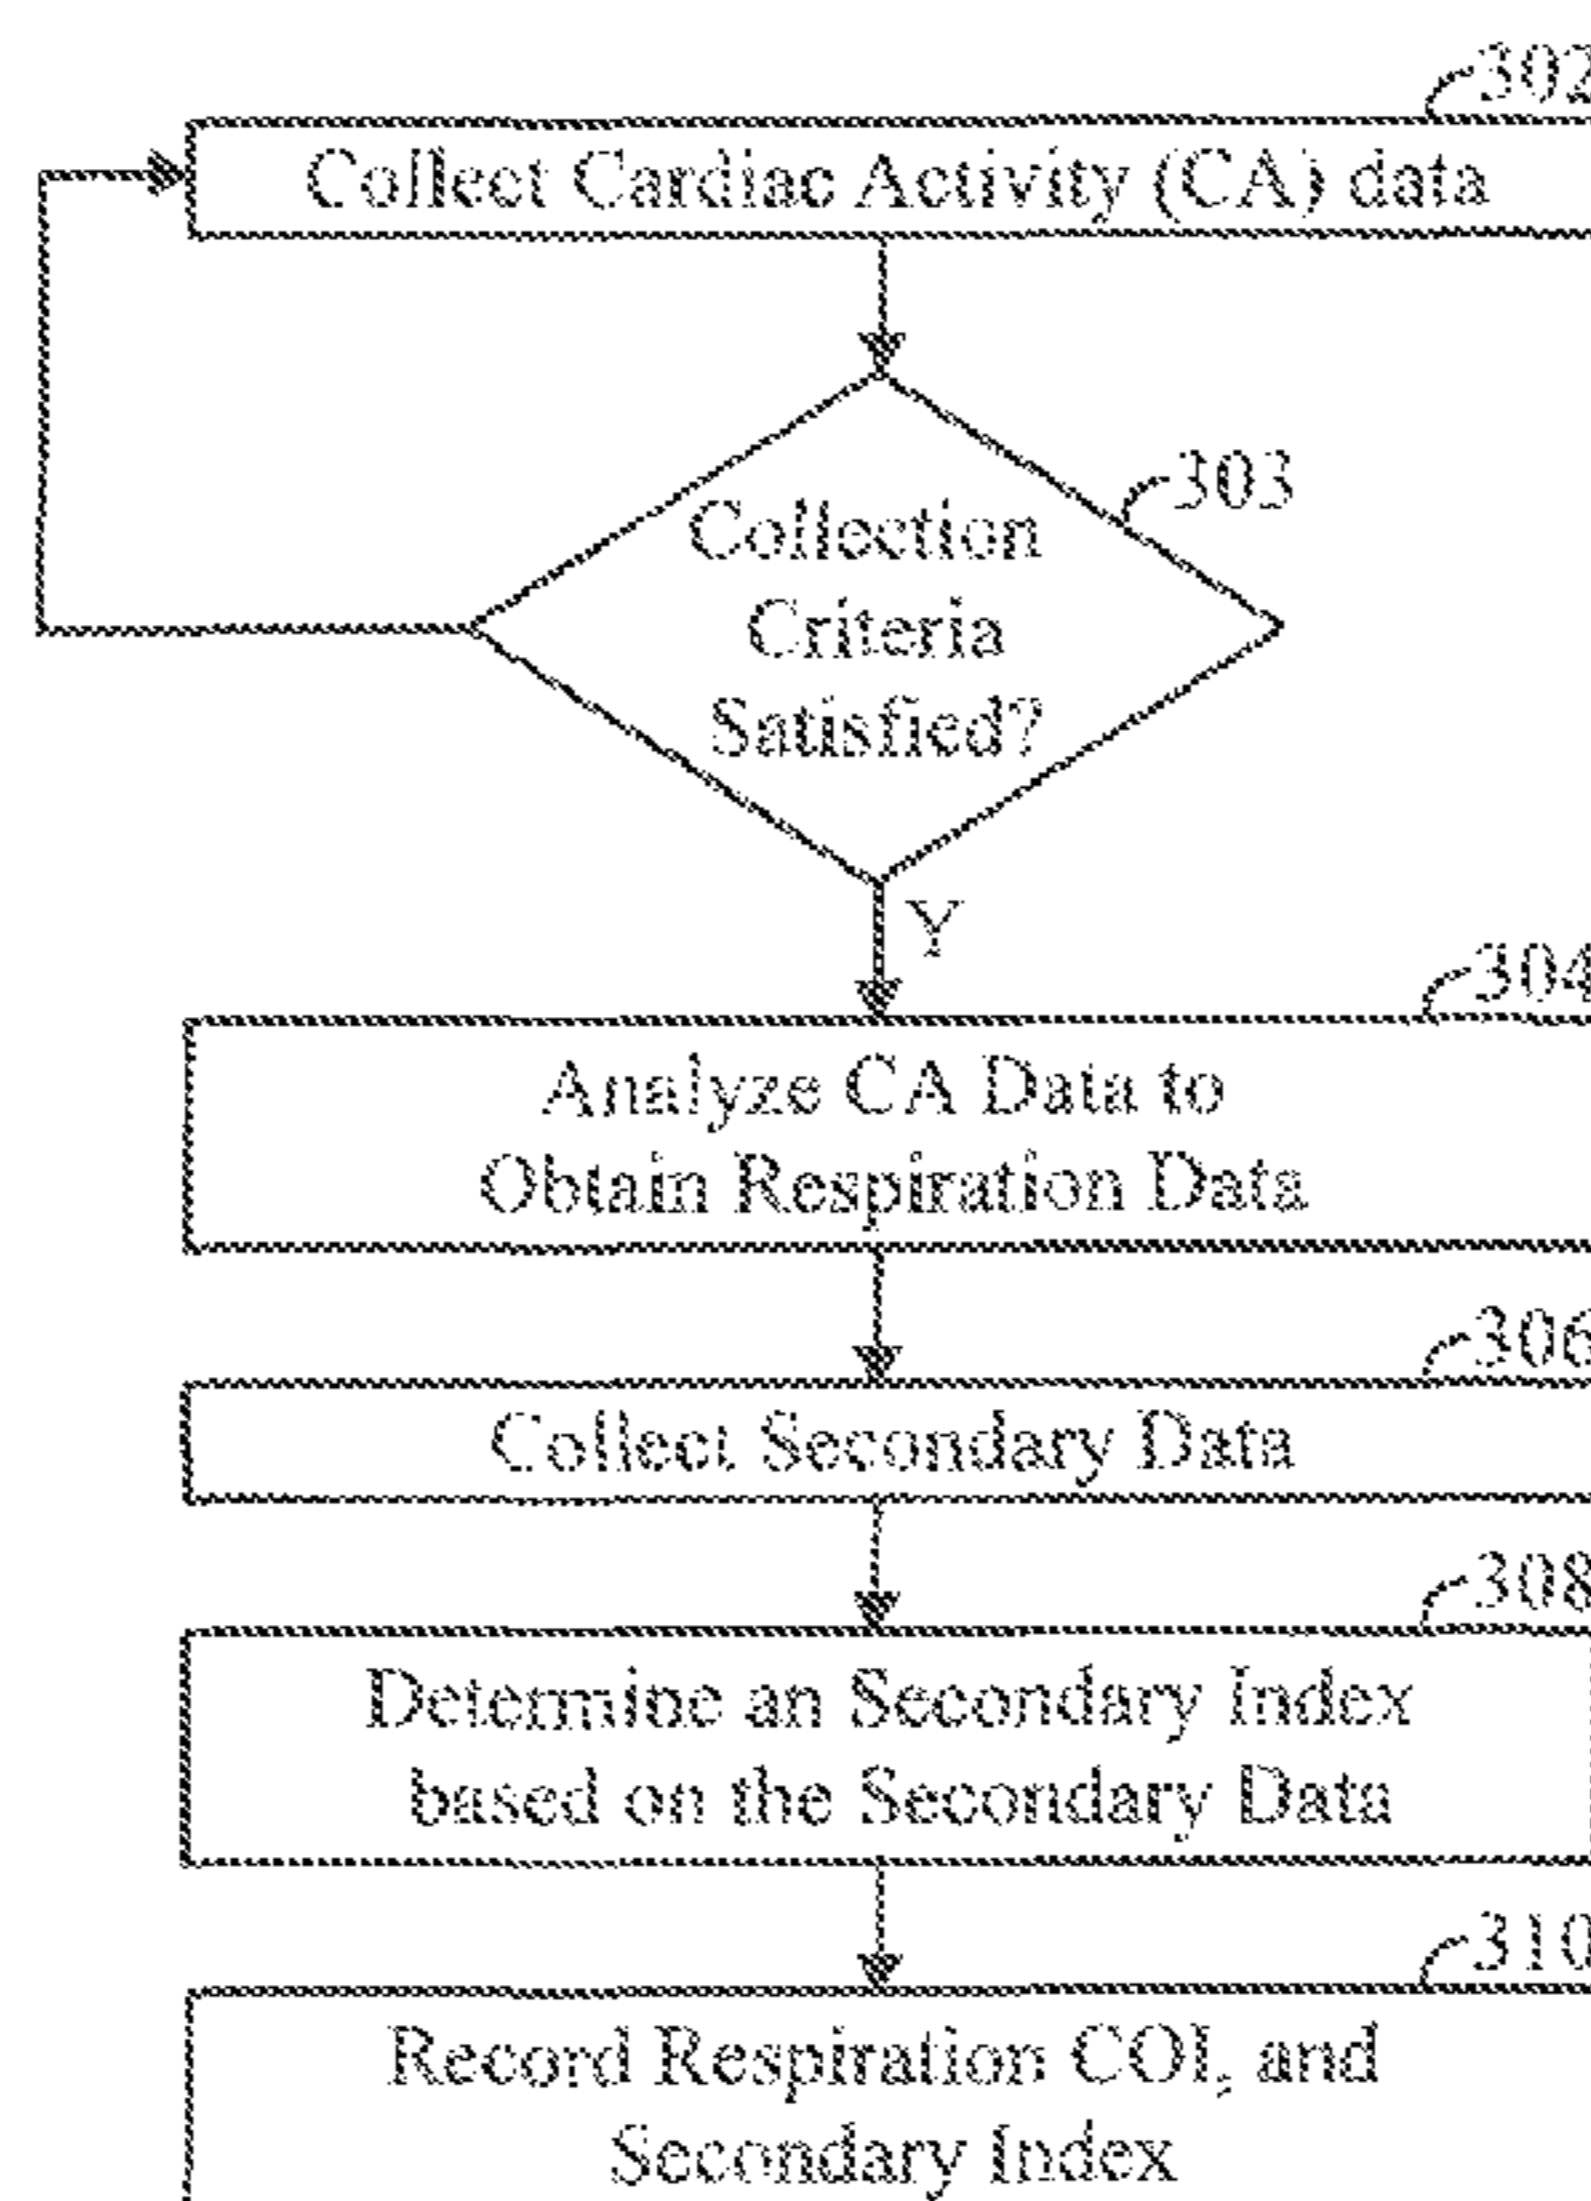 302
Collect Cardiac Activity (CA) data
303
Collection
Criteria
Satisfied?
Y
304
Analyze CA Data to
Obtain Respiration Data
306
Collect Secondary Data
308
Determine an Secondary Index
based on the Secondary Data
310
Record Respiration COI, and
Secondary Index